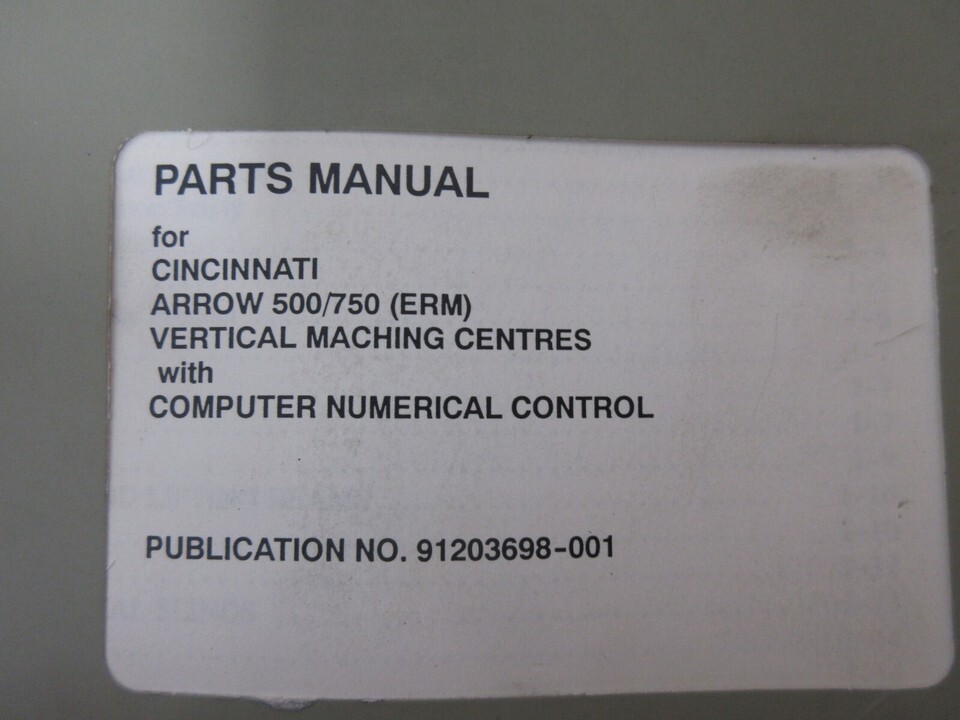 PARTS MANUAL
for
CINCINNATI
ARROW 500/750 (ERM)
VERTICAL MACHING CENTRES
with
COMPUTER NUMERICAL CONTROL
PUBLICATION NO. 91203698-001